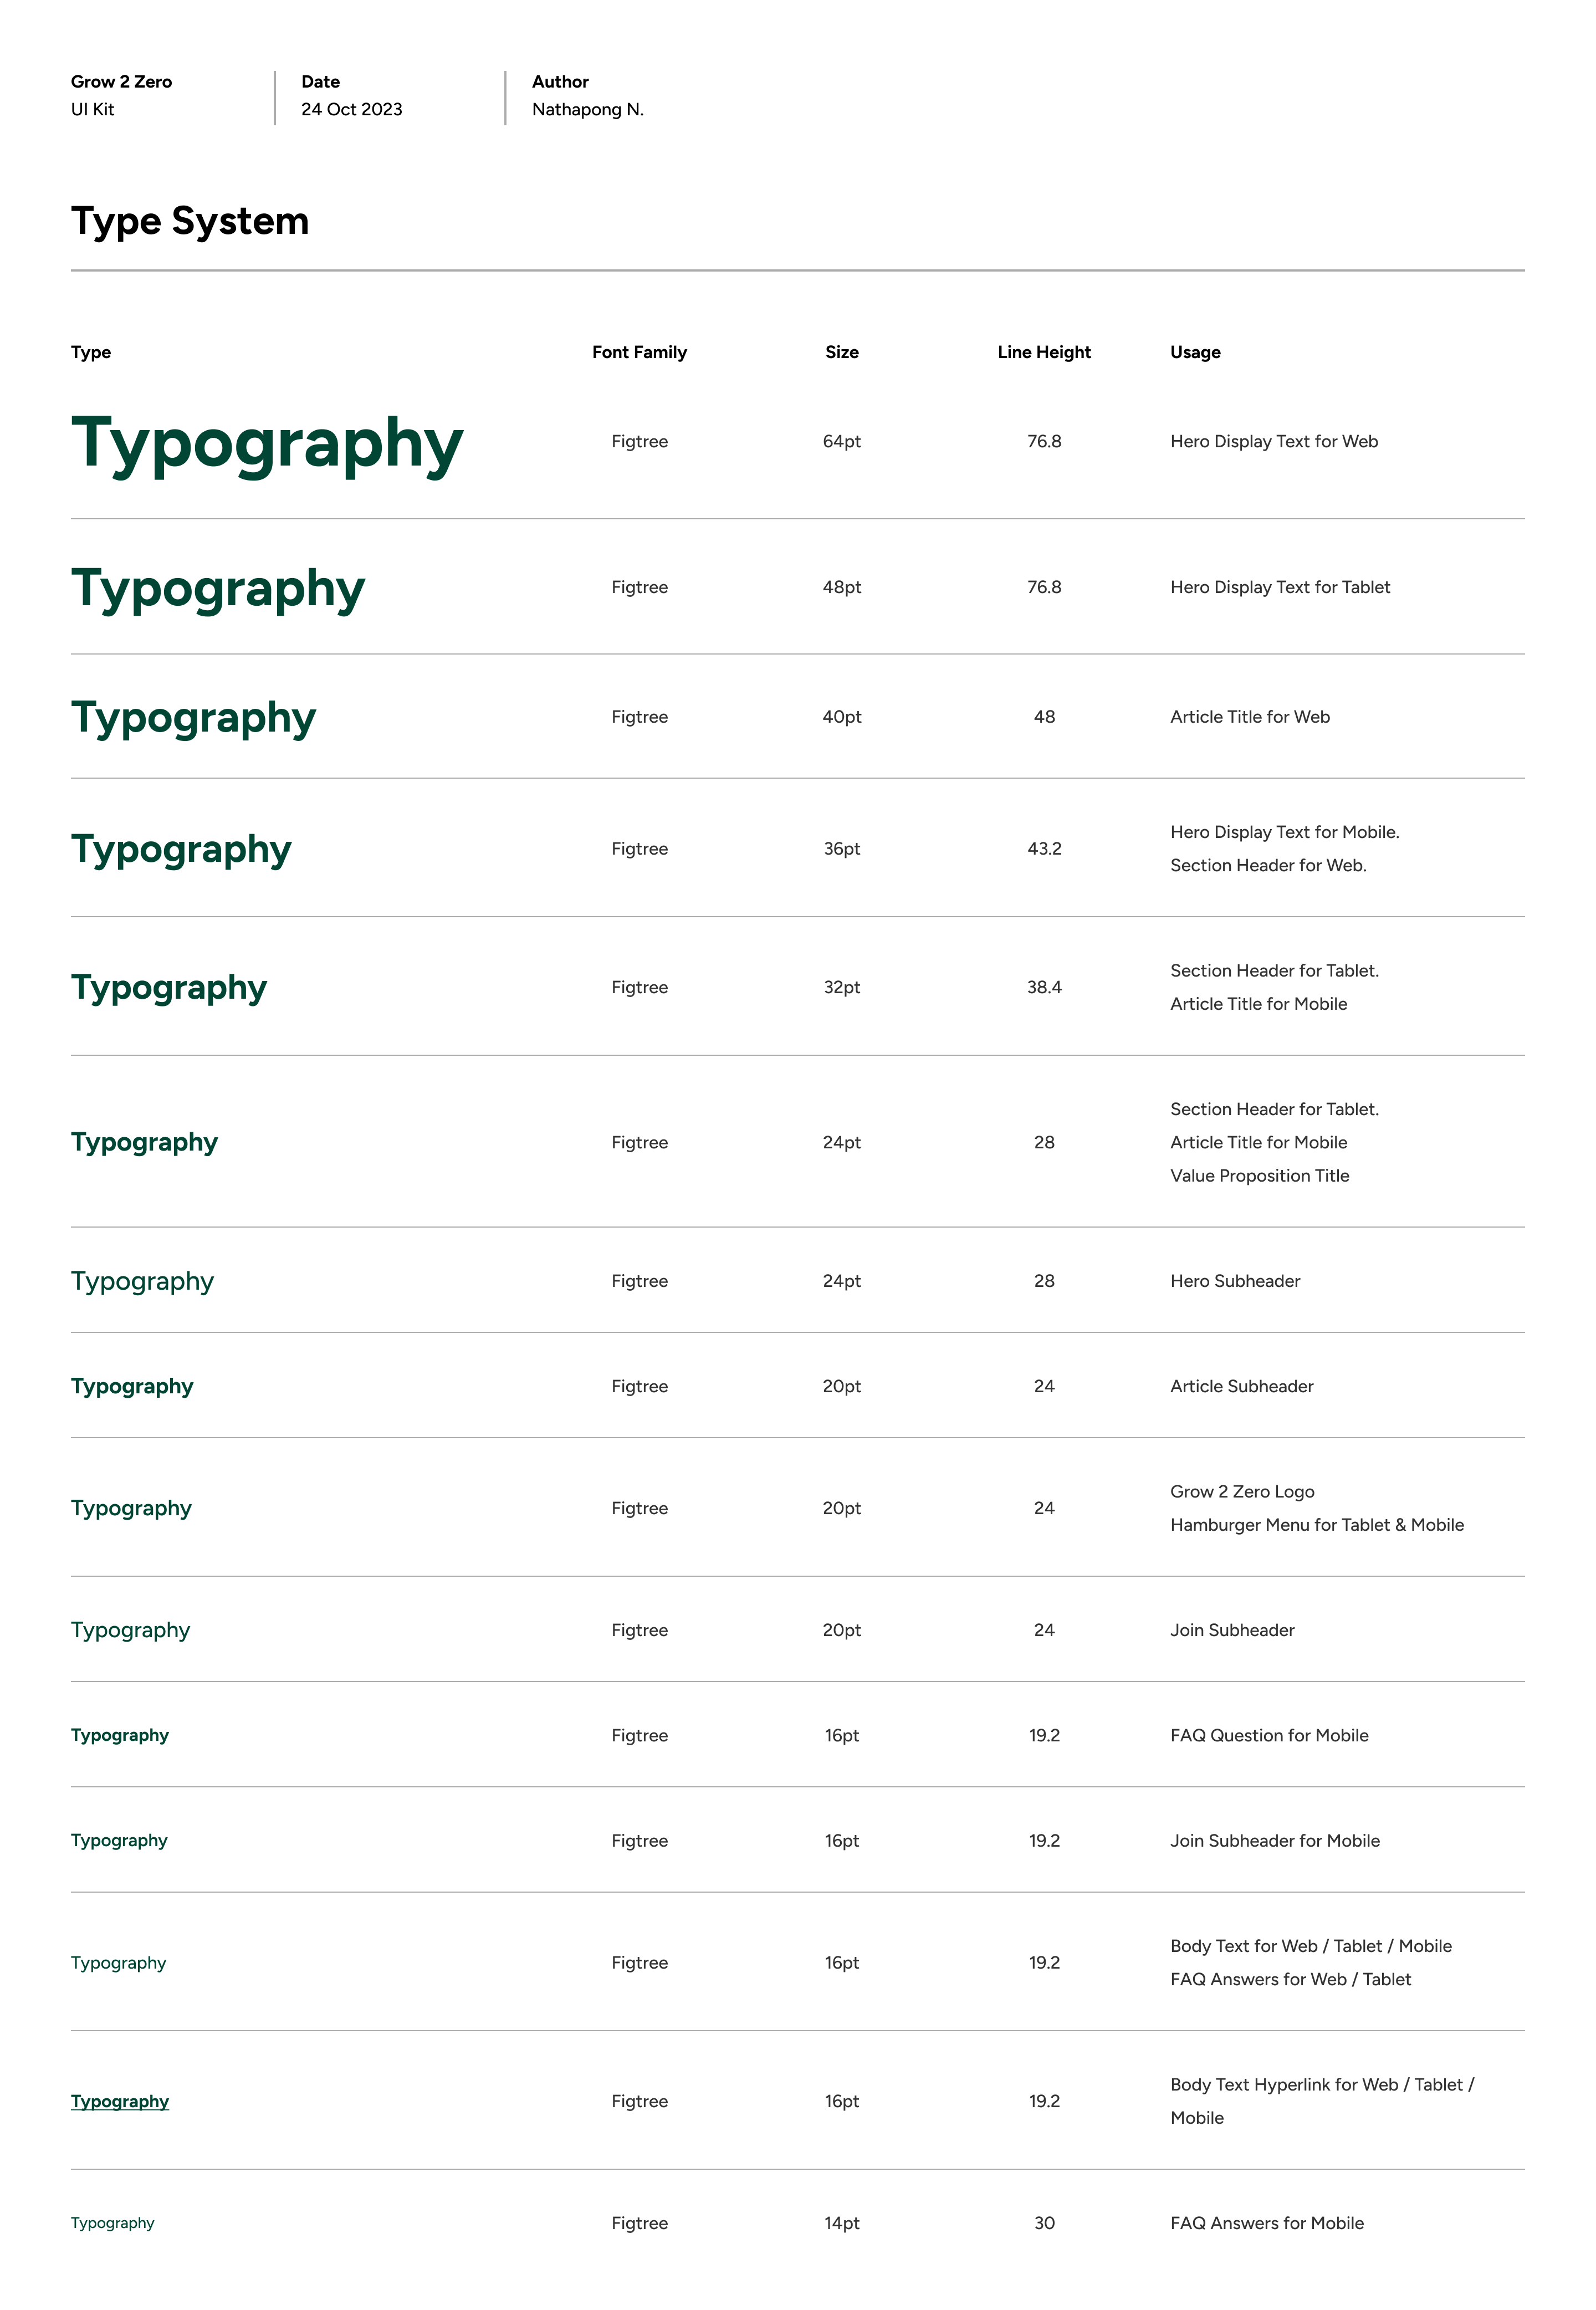 Grow 2 Zero
UI Kit
Date
24 Oct 2023
Author
Nathapong N.
Type System
Type Font Family Size Line Height Usage
Typography Figtree 64pt 76.8 Hero Display Text for Web
Typography Figtree 48pt 76.8 Hero Display Text for Tablet
Typography Figtree 40pt 48 Article Title for Web
Typography Figtree 36pt 43.2 Hero Display Text for Mobile.
Section Header for Web.
Typography Figtree 32pt 38.4 Section Header for Tablet.
Article Title for Mobile
Typography Figtree 24pt 28 Section Header for Tablet.
Article Title for Mobile
Value Proposition Title
Typography Figtree 24pt 28 Hero Subheader
Typography Figtree 20pt 24 Article Subheader
Typography Figtree 20pt 24 Grow 2 Zero Logo
Hamburger Menu for Tablet & Mobile
Typography Figtree 20pt 24 Join Subheader
Typography Figtree 16pt 19.2 FAQ Question for Mobile
Typography Figtree 16pt 19.2 Join Subheader for Mobile
Typography Figtree 16pt 19.2 Body Text for Web / Tablet / Mobile
FAQ Answers for Web / Tablet
Typography Figtree 16pt 19.2 Body Text Hyperlink for Web / Tablet /
Mobile
Typography Figtree 14pt 30 FAQ Answers for Mobile